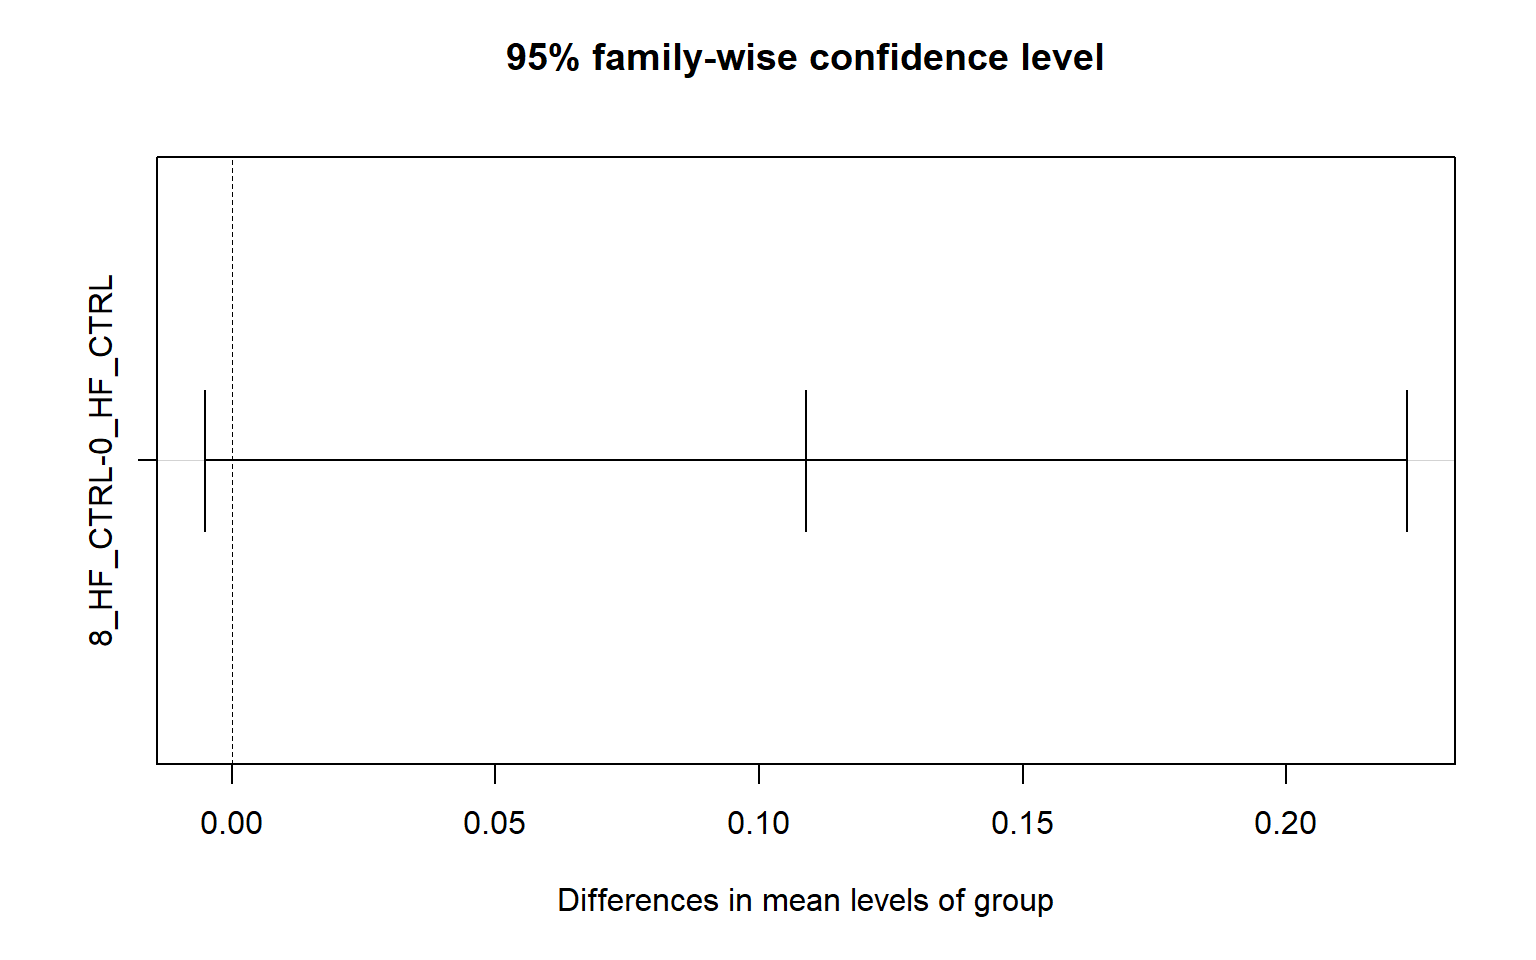 95% family-wise confidence level
8_HF_CTRL-0_HF_CTRL
0.00 0.05 0.10 0.15 0.20
Differences in mean levels of group